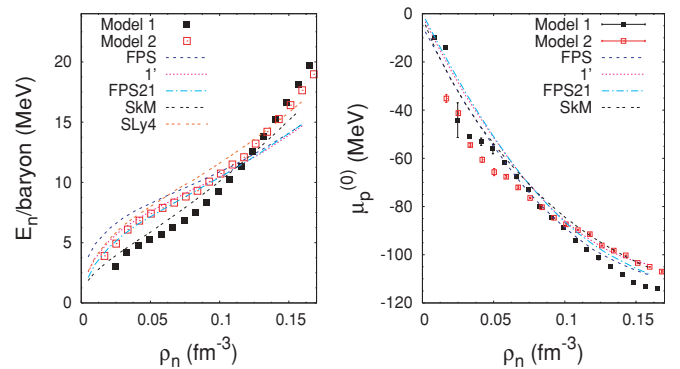 Model 1
Model 2
FPS
1'
FPS21
SkM
SLy4
20
15
10
5
0
0
0.05
0.1
0.15
E_n/baryon (MeV)
ρ_n (fm^-3)
Model 1
Model 2
FPS
1'
FPS21
SkM
0
-20
-40
-60
-80
-100
-120
0
0.05
0.1
0.15
μ_p^(0) (MeV)
ρ_n (fm^-3)